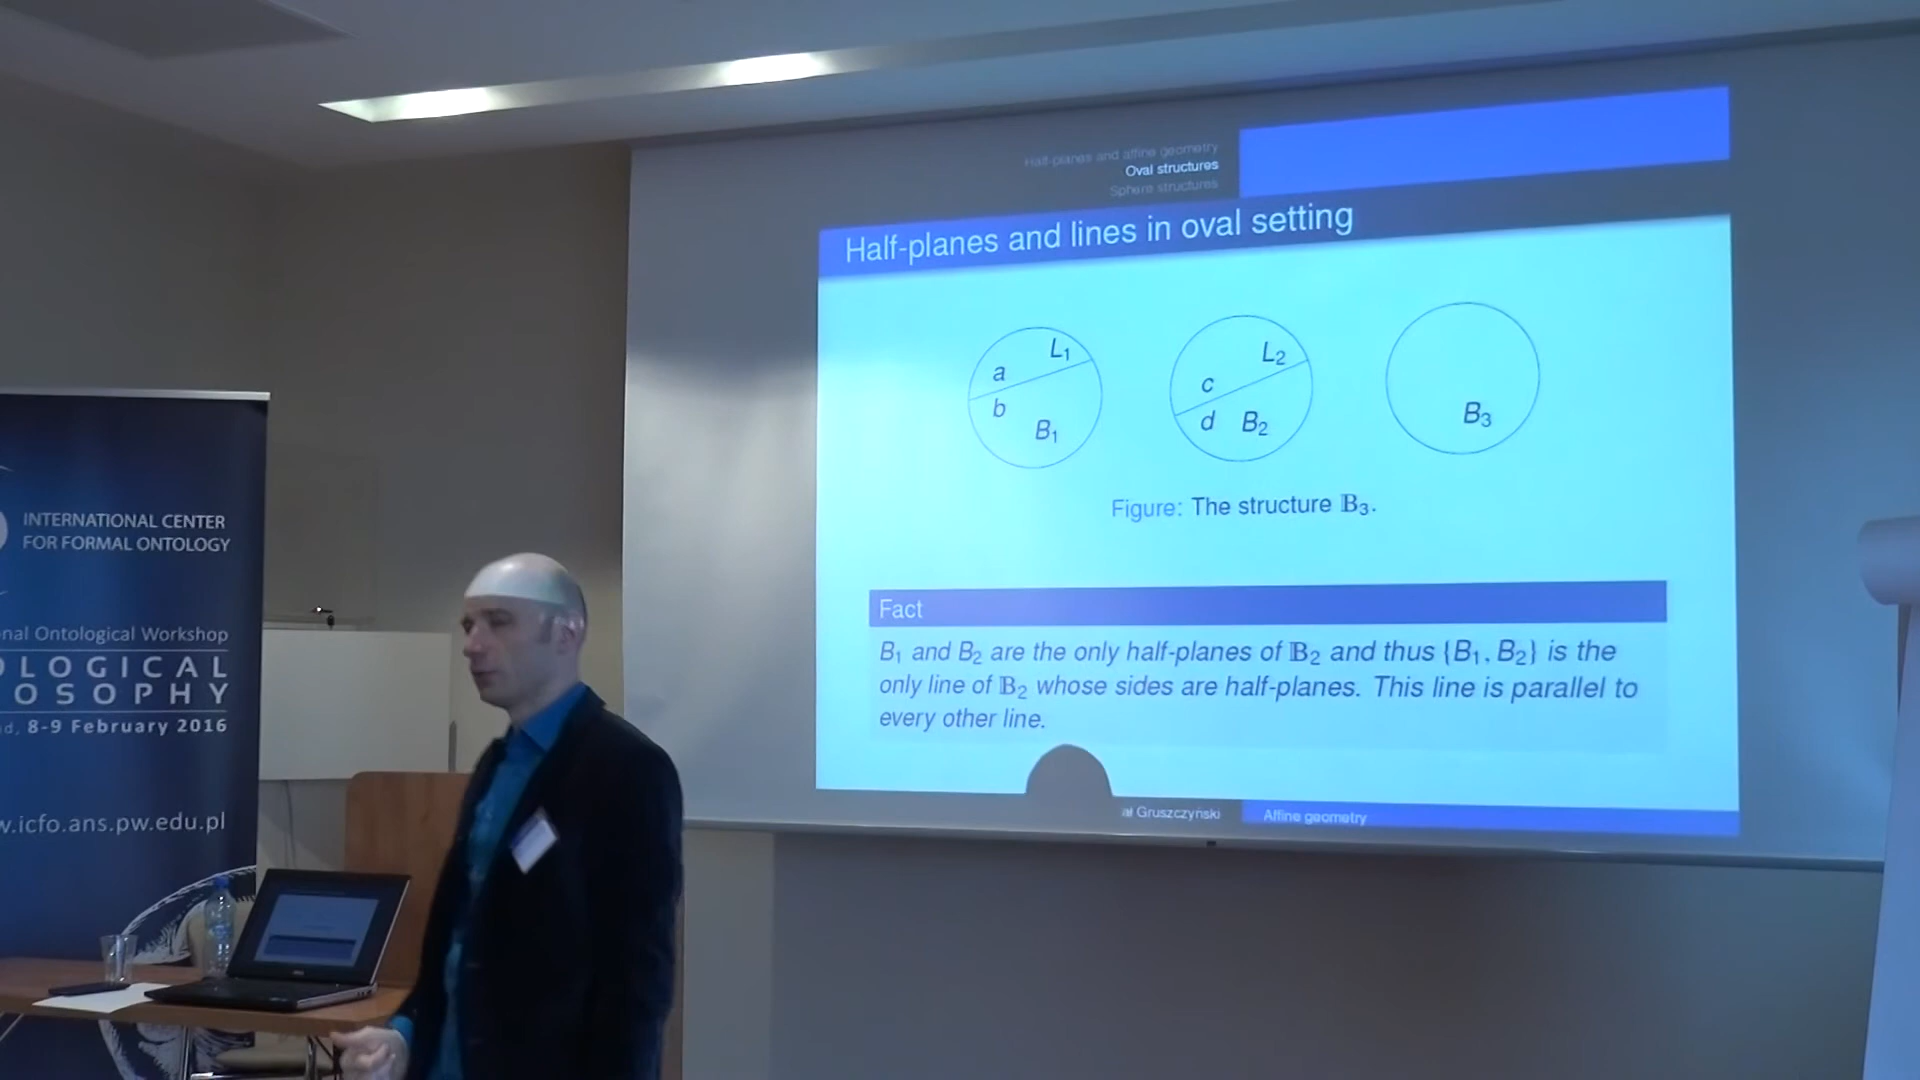 Half-planes and affine geometry
Oval structures
Sphere structures
Half-planes and lines in oval setting
L₁
a
b
B₁
L₂
c
d
B₂
B₃
Figure: The structure 𝔹₃.
Fact
B₁ and B₂ are the only half-planes of 𝔹₂ and thus {B₁, B₂} is the
only line of 𝔹₂ whose sides are half-planes. This line is parallel to
every other line.
ał Gruszczyński
Affine geometry
INTERNATIONAL CENTER
FOR FORMAL ONTOLOGY
nal Ontological Workshop
OLOGICAL
OSOPHY
d, 8-9 February 2016
w.icfo.ans.pw.edu.pl